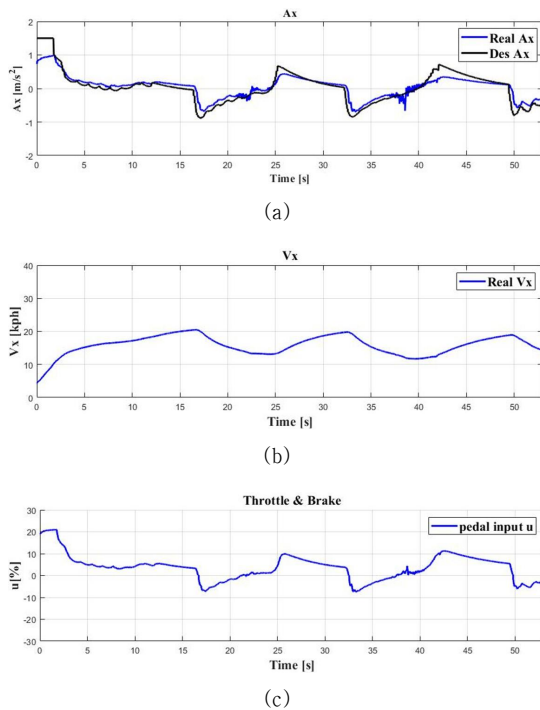 Ax
Real Ax
Des Ax
Ax [m/s²]
2
1
0
-1
-2
0 5 10 15 20 25 30 35 40 45 50
Time [s]
(a)
Vx
Real Vx
Vx [kph]
40
30
20
10
0
0 5 10 15 20 25 30 35 40 45 50
Time [s]
(b)
Throttle & Brake
pedal input u
u[%]
30
20
10
0
-10
-20
-30
0 5 10 15 20 25 30 35 40 45 50
Time [s]
(c)